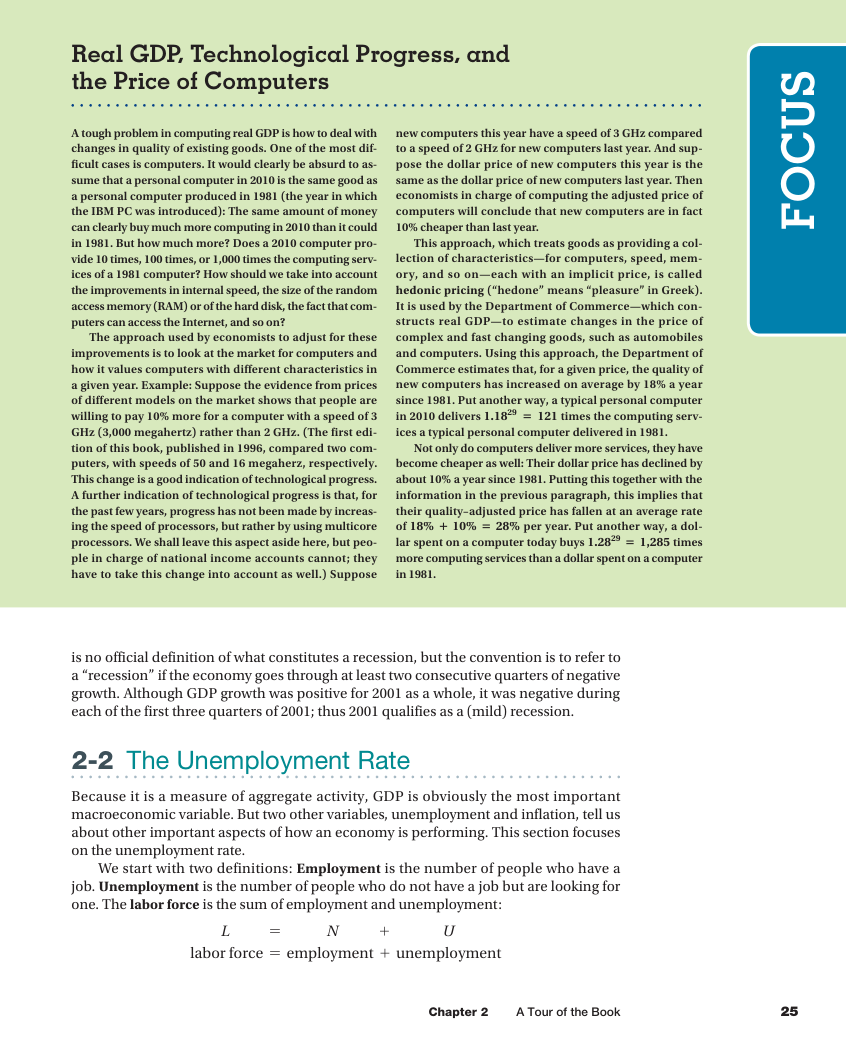 Real GDP, Technological Progress, and
the Price of Computers
FOCUS
A tough problem in computing real GDP is how to deal with
changes in quality of existing goods. One of the most dif-
ficult cases is computers. It would clearly be absurd to as-
sume that a personal computer in 2010 is the same good as
a personal computer produced in 1981 (the year in which
the IBM PC was introduced): The same amount of money
can clearly buy much more computing in 2010 than it could
in 1981. But how much more? Does a 2010 computer pro-
vide 10 times, 100 times, or 1,000 times the computing serv-
ices of a 1981 computer? How should we take into account
the improvements in internal speed, the size of the random
access memory (RAM) or of the hard disk, the fact that com-
puters can access the Internet, and so on?
The approach used by economists to adjust for these
improvements is to look at the market for computers and
how it values computers with different characteristics in
a given year. Example: Suppose the evidence from prices
of different models on the market shows that people are
willing to pay 10% more for a computer with a speed of 3
GHz (3,000 megahertz) rather than 2 GHz. (The first edi-
tion of this book, published in 1996, compared two com-
puters, with speeds of 50 and 16 megaherz, respectively.
This change is a good indication of technological progress.
A further indication of technological progress is that, for
the past few years, progress has not been made by increas-
ing the speed of processors, but rather by using multicore
processors. We shall leave this aspect aside here, but peo-
ple in charge of national income accounts cannot; they
have to take this change into account as well.) Suppose
new computers this year have a speed of 3 GHz compared
to a speed of 2 GHz for new computers last year. And sup-
pose the dollar price of new computers this year is the
same as the dollar price of new computers last year. Then
economists in charge of computing the adjusted price of
computers will conclude that new computers are in fact
10% cheaper than last year.
This approach, which treats goods as providing a col-
lection of characteristics—for computers, speed, mem-
ory, and so on—each with an implicit price, is called
hedonic pricing (“hedone” means “pleasure” in Greek).
It is used by the Department of Commerce—which con-
structs real GDP—to estimate changes in the price of
complex and fast changing goods, such as automobiles
and computers. Using this approach, the Department of
Commerce estimates that, for a given price, the quality of
new computers has increased on average by 18% a year
since 1981. Put another way, a typical personal computer
in 2010 delivers 1.18²⁹ = 121 times the computing serv-
ices a typical personal computer delivered in 1981.
Not only do computers deliver more services, they have
become cheaper as well: Their dollar price has declined by
about 10% a year since 1981. Putting this together with the
information in the previous paragraph, this implies that
their quality–adjusted price has fallen at an average rate
of 18% + 10% = 28% per year. Put another way, a dol-
lar spent on a computer today buys 1.28²⁹ = 1,285 times
more computing services than a dollar spent on a computer
in 1981.
is no official definition of what constitutes a recession, but the convention is to refer to
a “recession” if the economy goes through at least two consecutive quarters of negative
growth. Although GDP growth was positive for 2001 as a whole, it was negative during
each of the first three quarters of 2001; thus 2001 qualifies as a (mild) recession.
2-2 The Unemployment Rate
Because it is a measure of aggregate activity, GDP is obviously the most important
macroeconomic variable. But two other variables, unemployment and inflation, tell us
about other important aspects of how an economy is performing. This section focuses
on the unemployment rate.
We start with two definitions: Employment is the number of people who have a
job. Unemployment is the number of people who do not have a job but are looking for
one. The labor force is the sum of employment and unemployment:
L = N + U
labor force = employment + unemployment
Chapter 2 A Tour of the Book 25